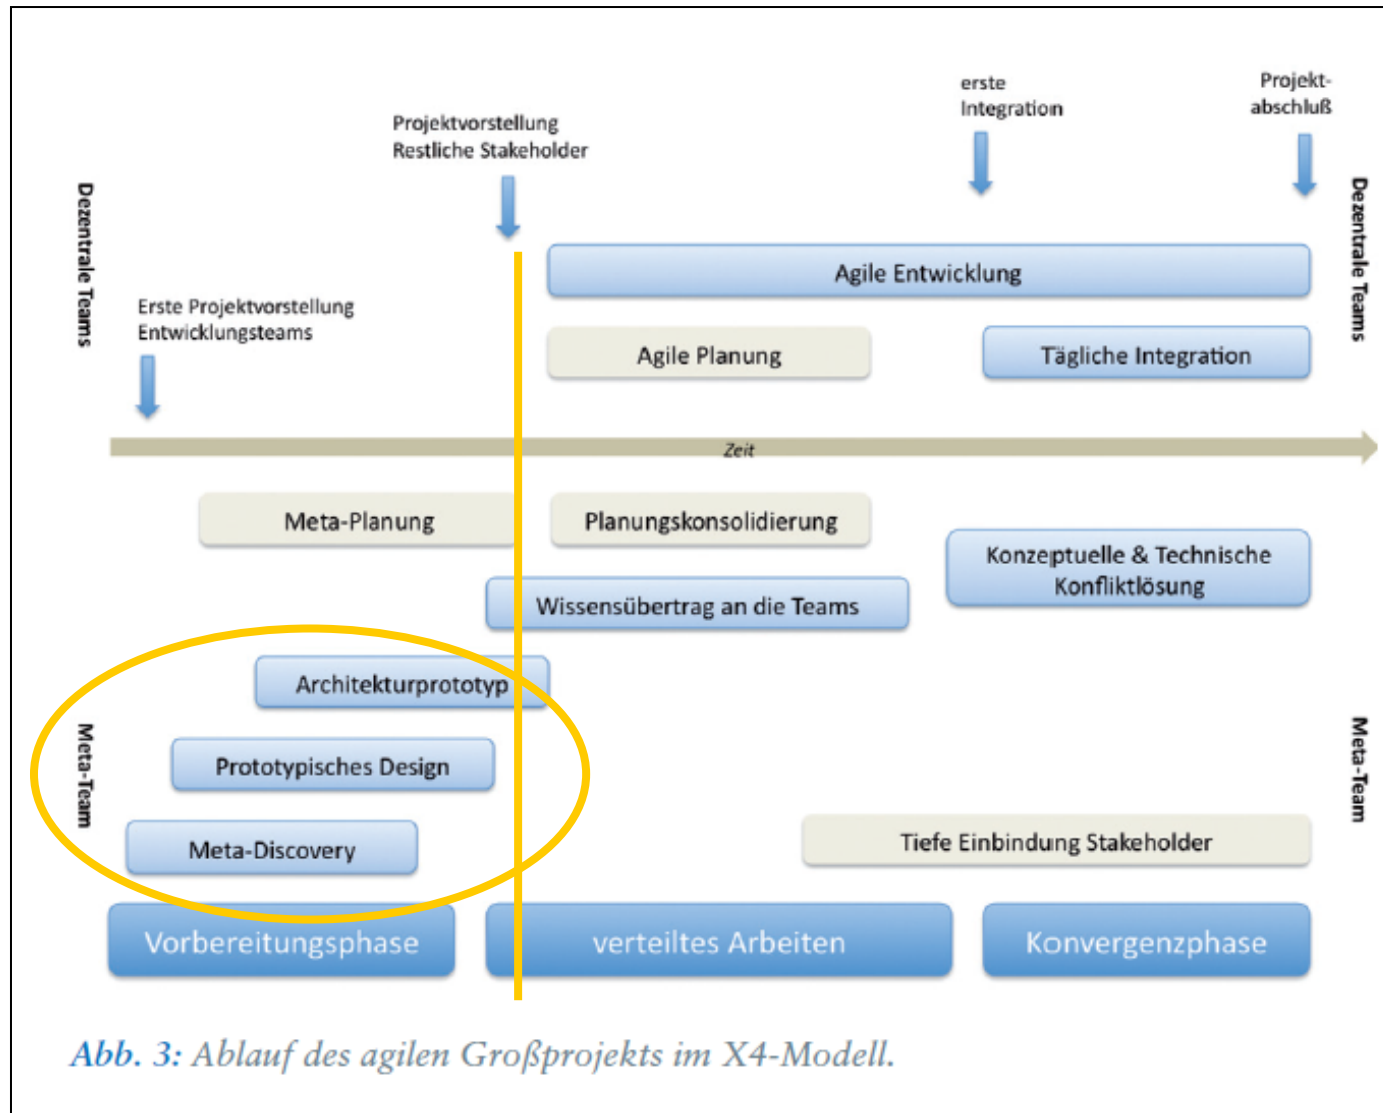 erste
Integration
Projekt-
abschluß
Projektvorstellung
Restliche Stakeholder
Dezentrale Teams
Dezentrale Teams
Agile Entwicklung
Erste Projektvorstellung
Entwicklungsteams
Agile Planung
Tägliche Integration
Zeit
Meta-Planung
Planungskonsolidierung
Konzeptuelle & Technische
Konfliktlösung
Wissensübertrag an die Teams
Architekturprototyp
Meta-Team
Meta-Team
Prototypisches Design
Meta-Discovery
Tiefe Einbindung Stakeholder
Vorbereitungsphase
verteiltes Arbeiten
Konvergenzphase
Abb. 3: Ablauf des agilen Großprojekts im X4-Modell.